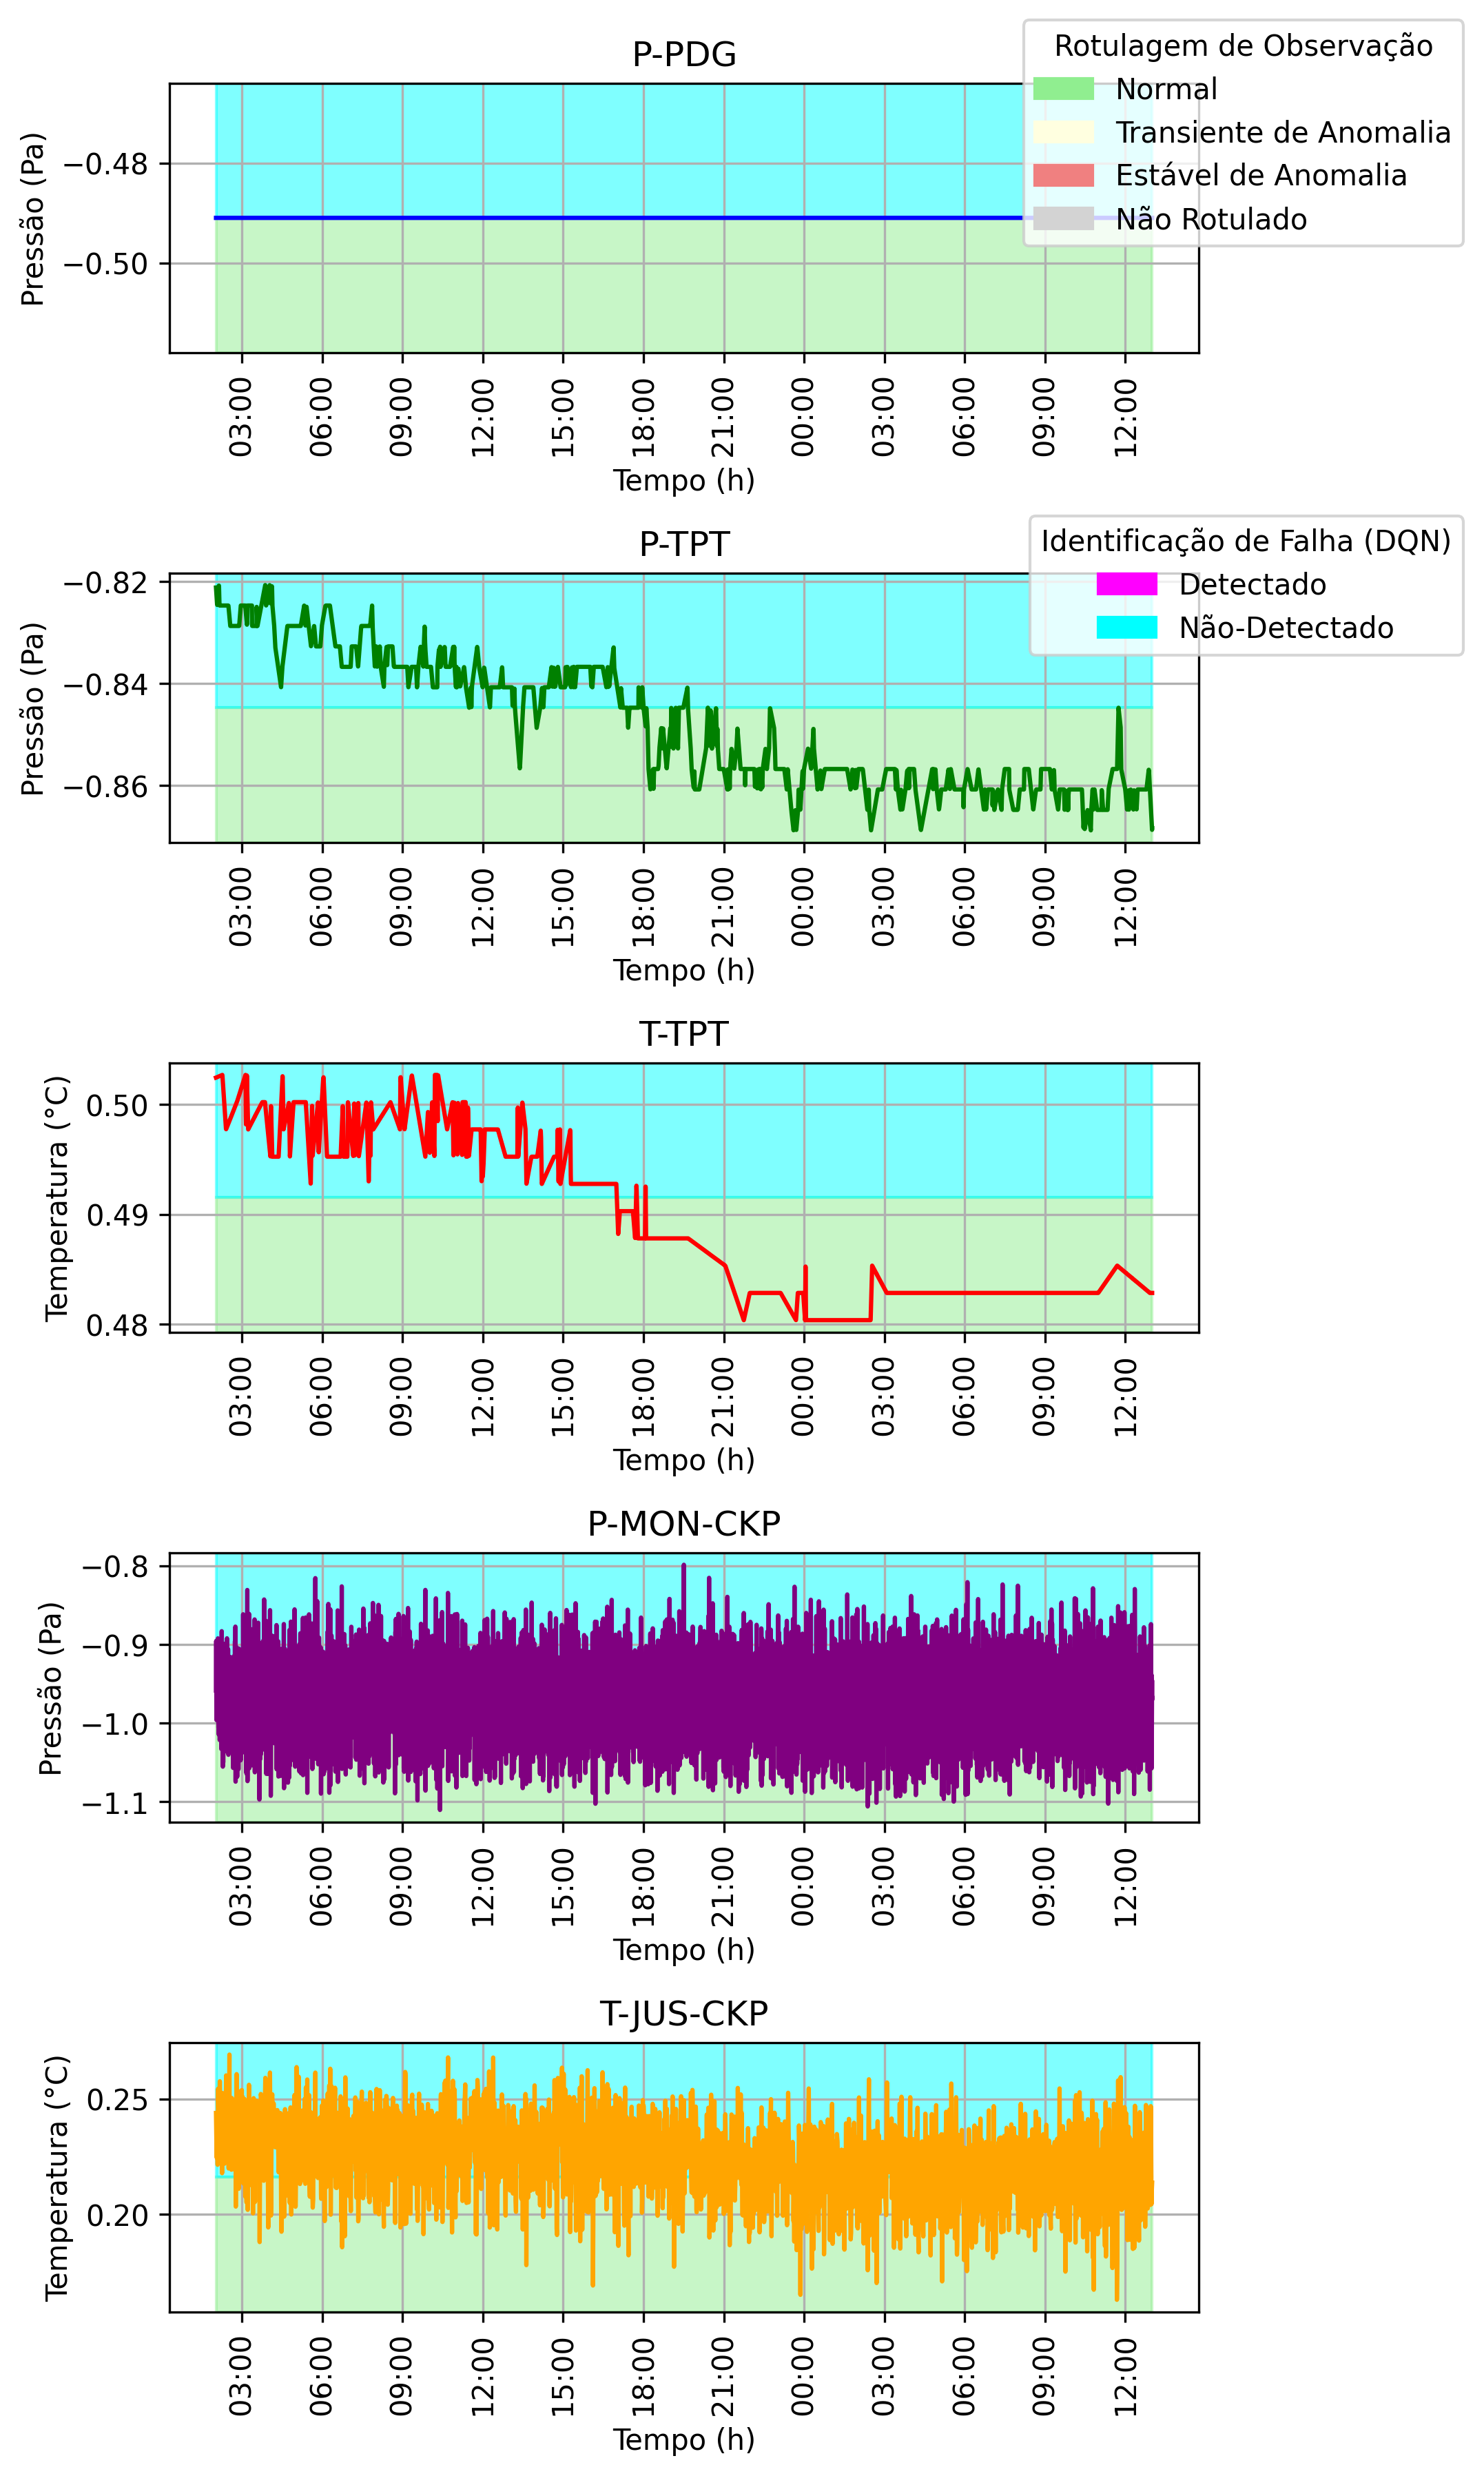 P-PDG
Rotulagem de Observação
Normal
Transiente de Anomalia
Estável de Anomalia
Não Rotulado
Pressão (Pa)
−0.48
−0.50
03:00 06:00 09:00 12:00 15:00 18:00 21:00 00:00 03:00 06:00 09:00 12:00
Tempo (h)
P-TPT
Identificação de Falha (DQN)
Detectado
Não-Detectado
Pressão (Pa)
−0.82
−0.84
−0.86
03:00 06:00 09:00 12:00 15:00 18:00 21:00 00:00 03:00 06:00 09:00 12:00
Tempo (h)
T-TPT
Temperatura (°C)
0.50
0.49
0.48
03:00 06:00 09:00 12:00 15:00 18:00 21:00 00:00 03:00 06:00 09:00 12:00
Tempo (h)
P-MON-CKP
Pressão (Pa)
−0.8
−0.9
−1.0
−1.1
03:00 06:00 09:00 12:00 15:00 18:00 21:00 00:00 03:00 06:00 09:00 12:00
Tempo (h)
T-JUS-CKP
Temperatura (°C)
0.25
0.20
03:00 06:00 09:00 12:00 15:00 18:00 21:00 00:00 03:00 06:00 09:00 12:00
Tempo (h)